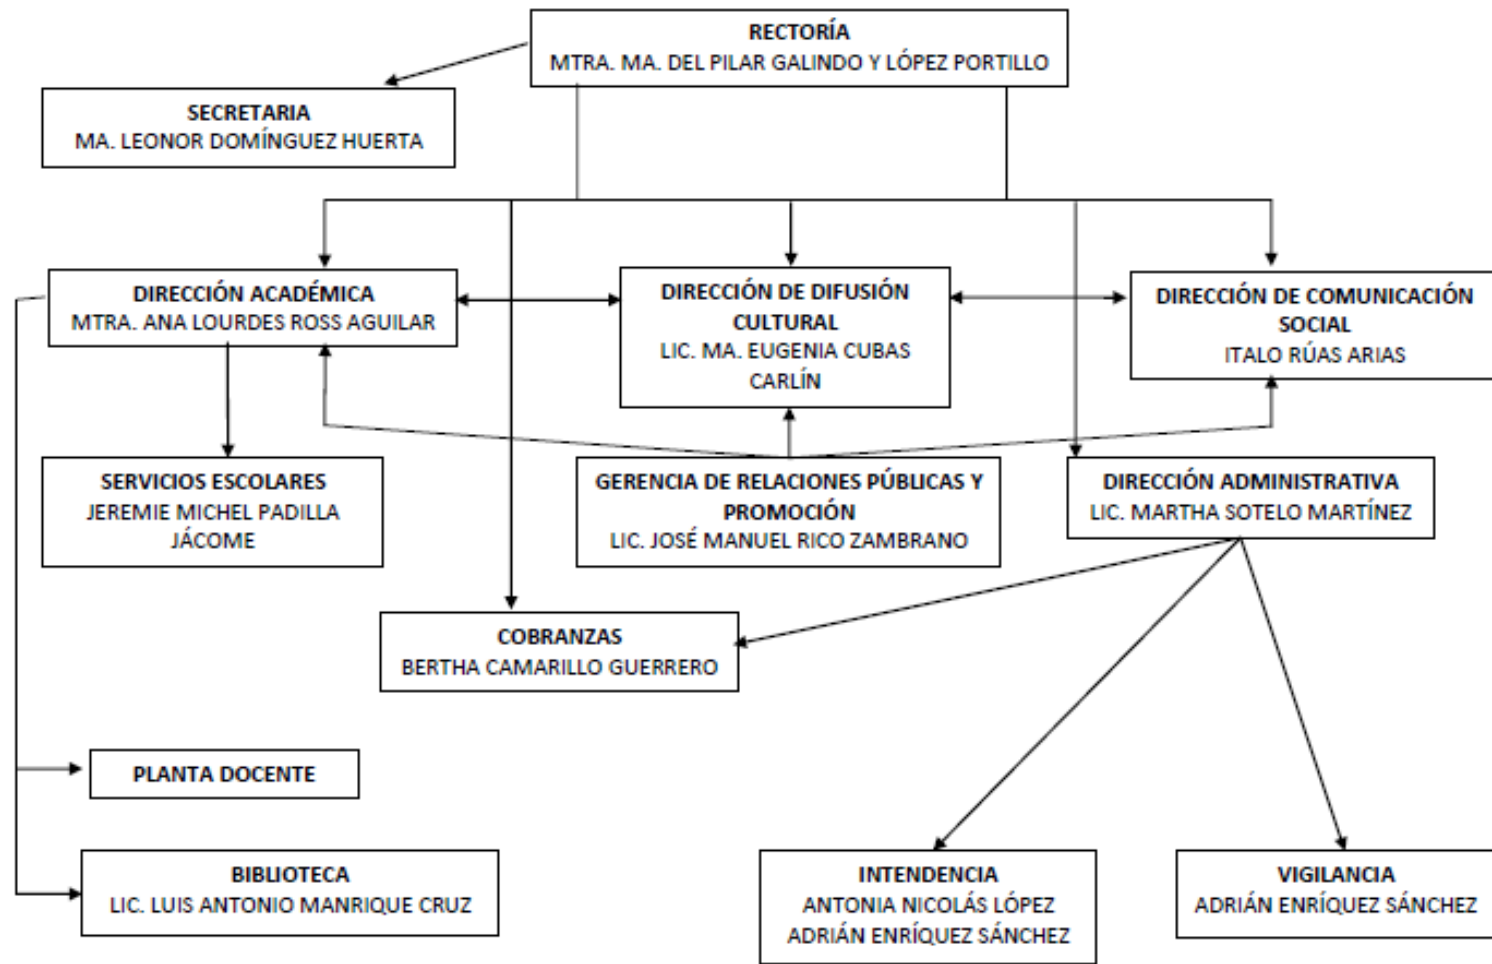 RECTORÍA
MTRA. MA. DEL PILAR GALINDO Y LÓPEZ PORTILLO
SECRETARIA
MA. LEONOR DOMÍNGUEZ HUERTA
DIRECCIÓN ACADÉMICA
MTRA. ANA LOURDES ROSS AGUILAR
DIRECCIÓN DE DIFUSIÓN
CULTURAL
LIC. MA. EUGENIA CUBAS
CARLÍN
DIRECCIÓN DE COMUNICACIÓN
SOCIAL
ITALO RÚAS ARIAS
SERVICIOS ESCOLARES
JEREMIE MICHEL PADILLA
JÁCOME
GERENCIA DE RELACIONES PÚBLICAS Y
PROMOCIÓN
LIC. JOSÉ MANUEL RICO ZAMBRANO
DIRECCIÓN ADMINISTRATIVA
LIC. MARTHA SOTELO MARTÍNEZ
COBRANZAS
BERTHA CAMARILLO GUERRERO
PLANTA DOCENTE
BIBLIOTECA
LIC. LUIS ANTONIO MANRIQUE CRUZ
INTENDENCIA
ANTONIA NICOLÁS LÓPEZ
ADRIÁN ENRÍQUEZ SÁNCHEZ
VIGILANCIA
ADRIÁN ENRÍQUEZ SÁNCHEZ